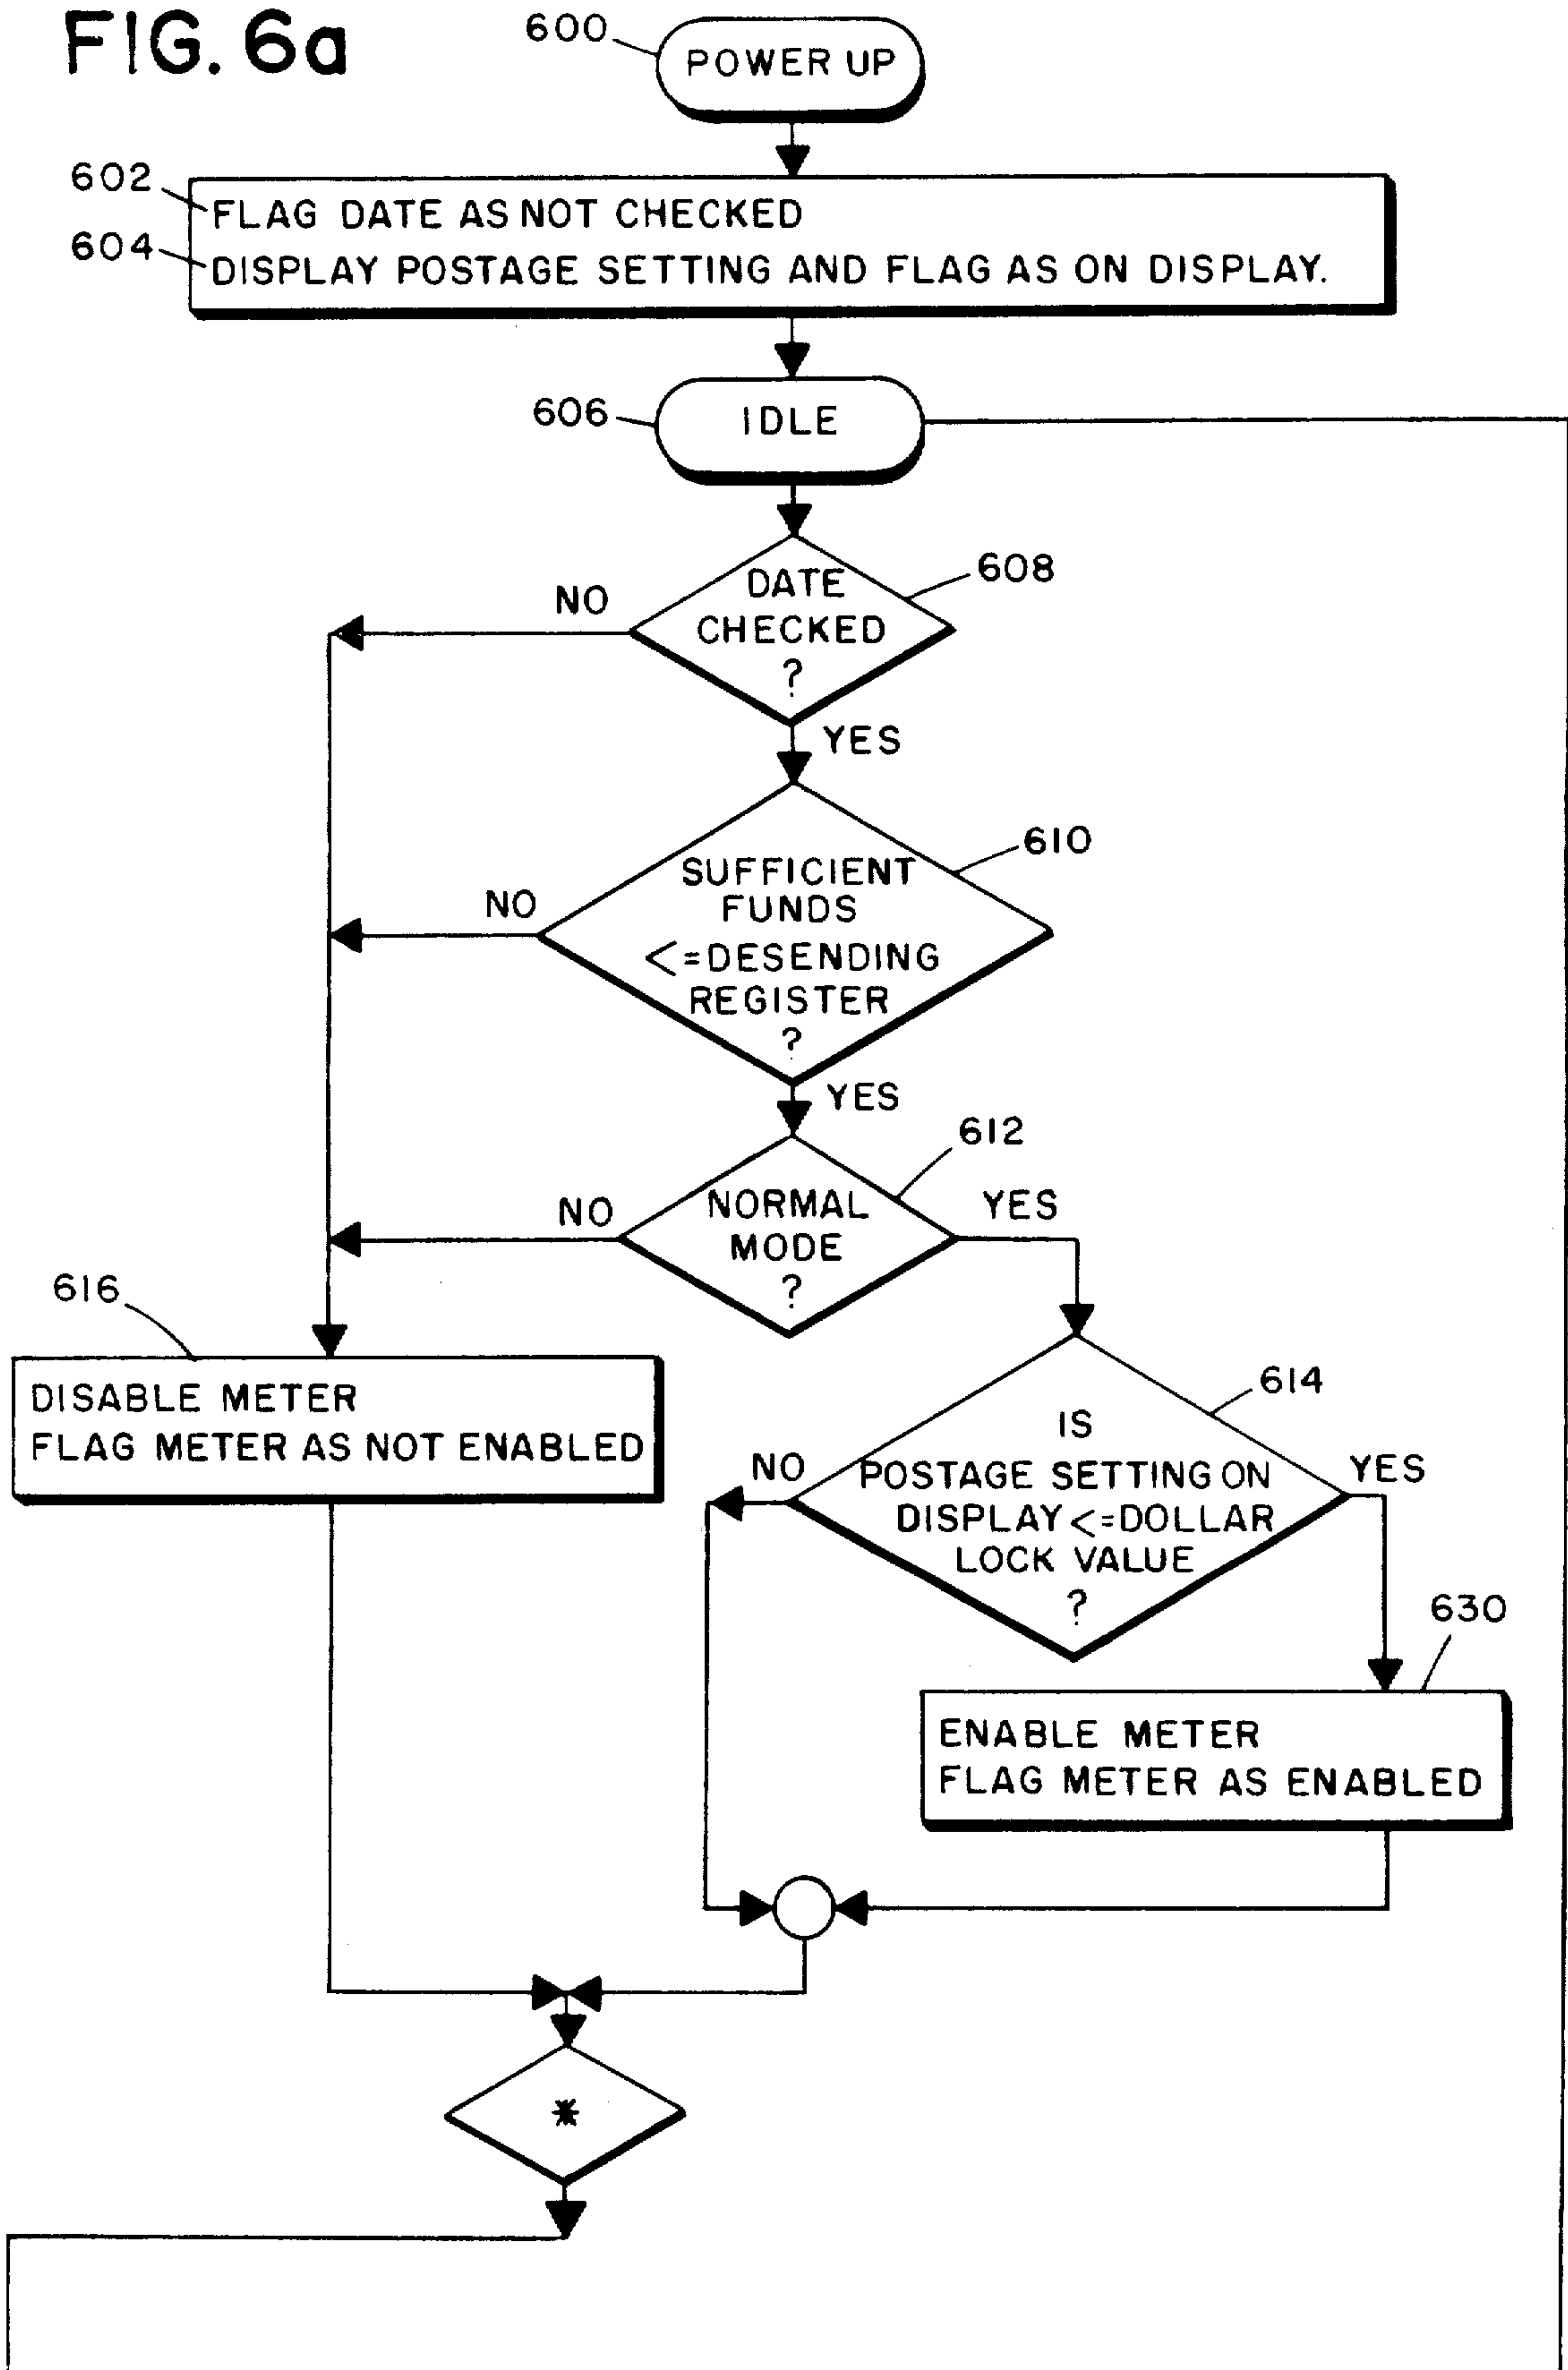 FIG. 6a
600
POWER UP
602
FLAG DATE AS NOT CHECKED
604
DISPLAY POSTAGE SETTING AND FLAG AS ON DISPLAY.
606
IDLE
608
DATE
CHECKED
?
NO
YES
610
SUFFICIENT
FUNDS
<=DESENDING
REGISTER
?
NO
YES
612
NORMAL
MODE
?
NO
YES
616
DISABLE METER
FLAG METER AS NOT ENABLED
614
IS
POSTAGE SETTING ON
DISPLAY <=DOLLAR
LOCK VALUE
?
NO
YES
630
ENABLE METER
FLAG METER AS ENABLED
*